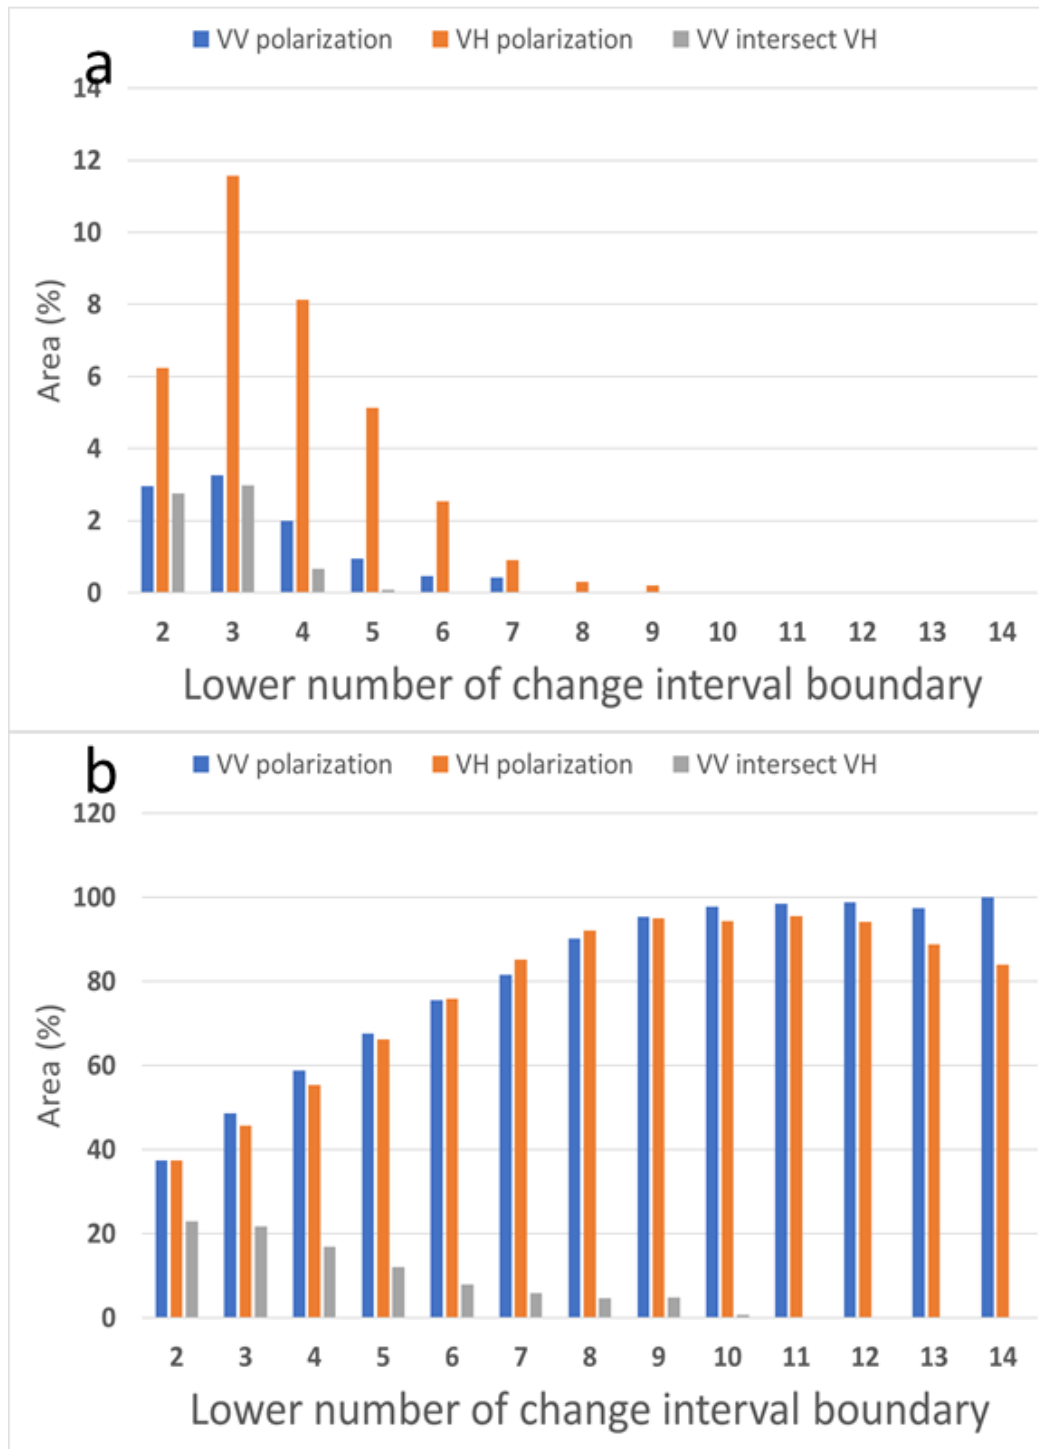 VV polarization VH polarization VV intersect VH
a
14
12
10
8
6
4
2
0
Area (%)
2 3 4 5 6 7 8 9 10 11 12 13 14
Lower number of change interval boundary
VV polarization VH polarization VV intersect VH
b
120
100
80
60
40
20
0
Area (%)
2 3 4 5 6 7 8 9 10 11 12 13 14
Lower number of change interval boundary